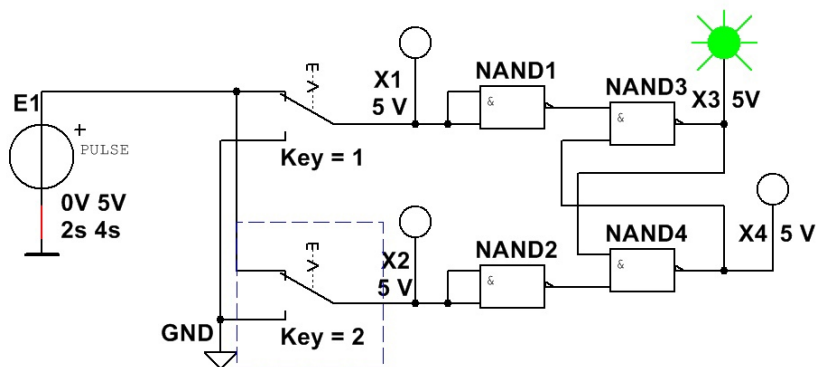 E1
+
PULSE
0V 5V
2s 4s
GND
E
Key = 1
X1
5 V
NAND1
&
NAND3
&
X3 5V
E
Key = 2
X2
5 V
NAND2
&
NAND4
&
X4 5 V